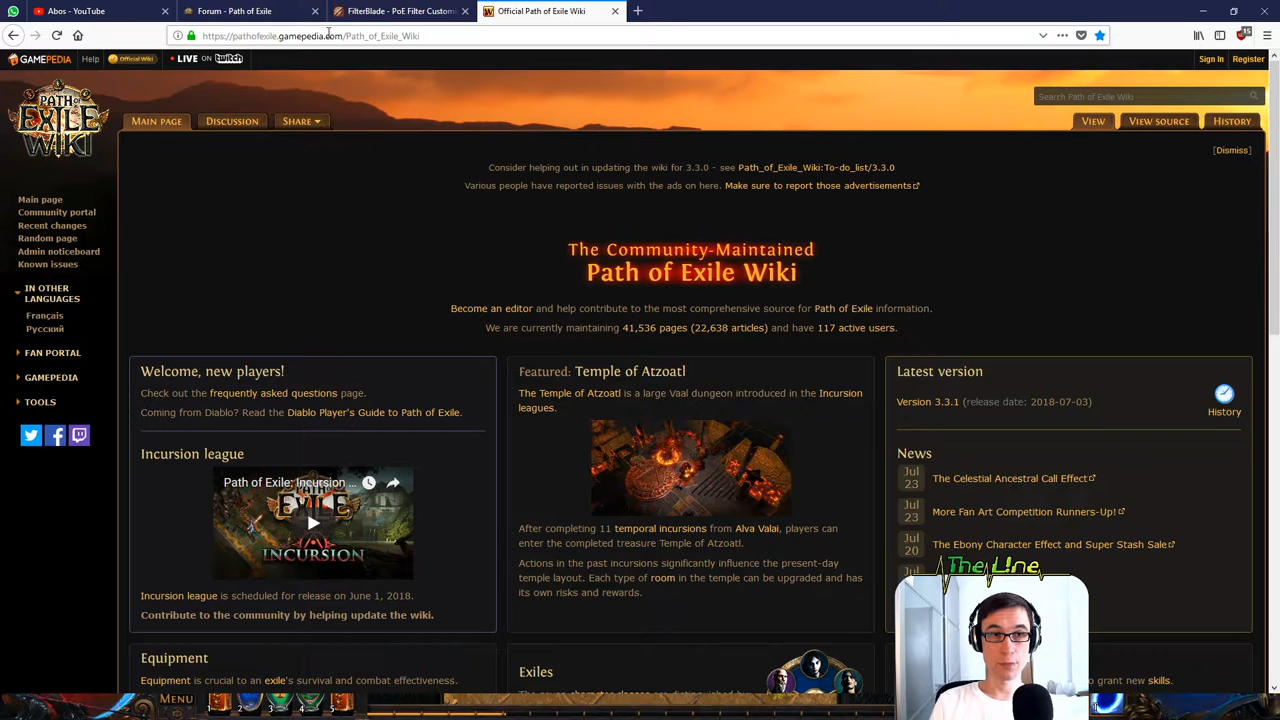 Abos - YouTube
Forum - Path of Exile
FilterBlade - PoE Filter Custom
Official Path of Exile Wiki
https://pathofexile.gamepedia.com/Path_of_Exile_Wiki
15
GAMEPEDIA
Help
Official Wiki
LIVE ON twitch
Sign In
Register
PATH OF EXILE WIKI
Search Path of Exile Wiki
MAIN PAGE
DISCUSSION
SHARE
VIEW
VIEW SOURCE
HISTORY
[Dismiss]
Consider helping out in updating the wiki for 3.3.0 - see Path_of_Exile_Wiki:To-do_list/3.3.0
Various people have reported issues with the ads on here. Make sure to report those advertisements
Main page
Community portal
Recent changes
Random page
Admin noticeboard
Known issues
IN OTHER
LANGUAGES
Français
Русский
FAN PORTAL
GAMEPEDIA
TOOLS
The Community-Maintained
Path of Exile Wiki
Become an editor and help contribute to the most comprehensive source for Path of Exile information.
We are currently maintaining 41,536 pages (22,638 articles) and have 117 active users.
Welcome, new players!
Check out the frequently asked questions page.
Coming from Diablo? Read the Diablo Player's Guide to Path of Exile.
Incursion league
Path of Exile: Incursion ...
PATH OF EXILE
INCURSION
Incursion league is scheduled for release on June 1, 2018.
Contribute to the community by helping update the wiki.
Featured: Temple of Atzoatl
The Temple of Atzoatl is a large Vaal dungeon introduced in the Incursion
leagues.
After completing 11 temporal incursions from Alva Valai, players can
enter the completed treasure Temple of Atzoatl.
Actions in the past incursions significantly influence the present-day
temple layout. Each type of room in the temple can be upgraded and has
its own risks and rewards.
Latest version
Version 3.3.1 (release date: 2018-07-03)
History
News
Jul
23
The Celestial Ancestral Call Effect
Jul
23
More Fan Art Competition Runners-Up!
Jul
20
The Ebony Character Effect and Super Stash Sale
Jul
The Line
Equipment
Equipment is crucial to an exile's survival and combat effectiveness.
Exiles
to grant new skills.
MENU
1
2
3
4
5